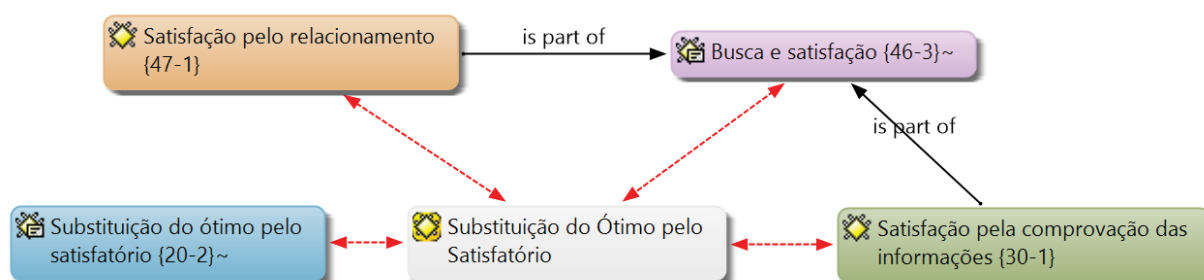 Satisfação pelo relacionamento
{47-1}
is part of
Busca e satisfação {46-3}~
is part of
Substituição do ótimo pelo
satisfatório {20-2}~
Substituição do Ótimo pelo
Satisfatório
Satisfação pela comprovação das
informações {30-1}